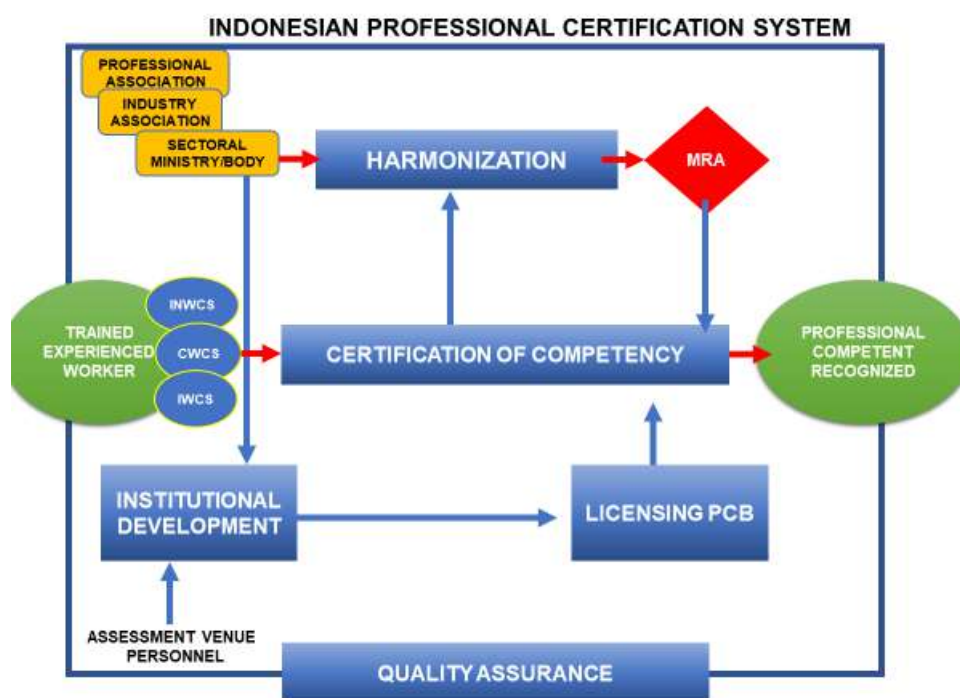 INDONESIAN PROFESSIONAL CERTIFICATION SYSTEM
PROFESSIONAL
ASSOCIATION
INDUSTRY
ASSOCIATION
SECTORAL
MINISTRY/BODY
HARMONIZATION
MRA
TRAINED
EXPERIENCED
WORKER
INWCS
CWCS
IWCS
CERTIFICATION OF COMPETENCY
PROFESSIONAL
COMPETENT
RECOGNIZED
INSTITUTIONAL
DEVELOPMENT
LICENSING PCB
ASSESSMENT VENUE
PERSONNEL
QUALITY ASSURANCE